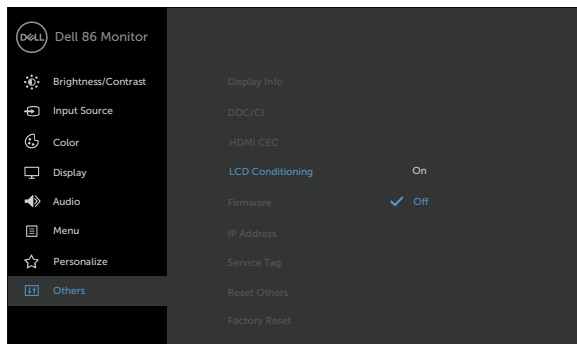 DELL
Dell 86 Monitor
Brightness/Contrast
Input Source
Color
Display
Audio
Menu
Personalize
Others
Display Info
DDC/CI
HDMI CEC
LCD Conditioning
On
Firmware
Off
IP Address
Service Tag
Reset Others
Factory Reset